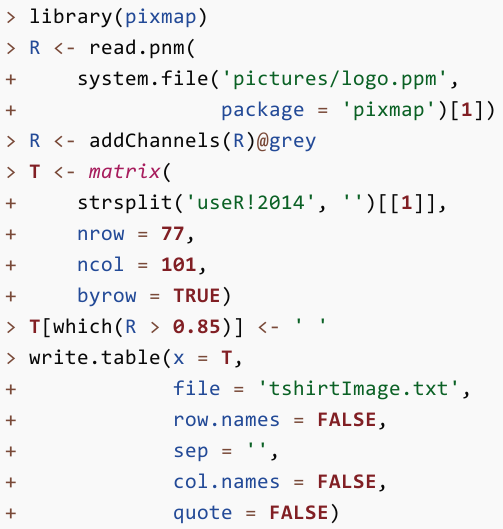 > library(pixmap)
> R <- read.pnm(
+     system.file('pictures/logo.ppm',
+                 package = 'pixmap')[1])
> R <- addChannels(R)@grey
> T <- matrix(
+     strsplit('useR!2014', '')[[1]],
+     nrow = 77,
+     ncol = 101,
+     byrow = TRUE)
> T[which(R > 0.85)] <- ' '
> write.table(x = T,
+             file = 'tshirtImage.txt',
+             row.names = FALSE,
+             sep = '',
+             col.names = FALSE,
+             quote = FALSE)